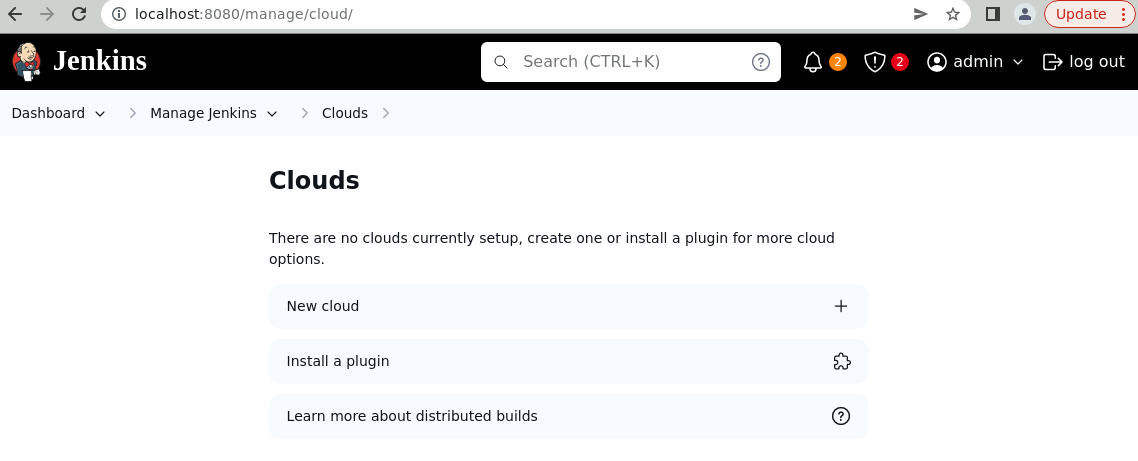 localhost:8080/manage/cloud/
Update
Jenkins
Search (CTRL+K)
2
2
admin
log out
Dashboard
Manage Jenkins
Clouds
Clouds
There are no clouds currently setup, create one or install a plugin for more cloud
options.
New cloud
Install a plugin
Learn more about distributed builds